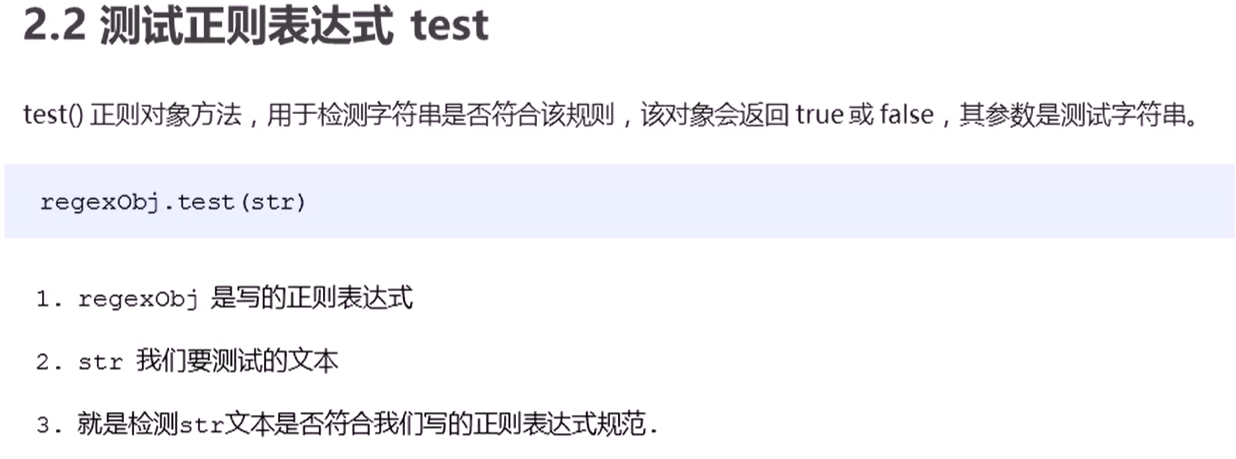 2.2 测试正则表达式 test
test() 正则对象方法，用于检测字符串是否符合该规则，该对象会返回 true 或 false，其参数是测试字符串。
regexObj.test(str)
1. regexObj 是写的正则表达式
2. str 我们要测试的文本
3. 就是检测str文本是否符合我们写的正则表达式规范.